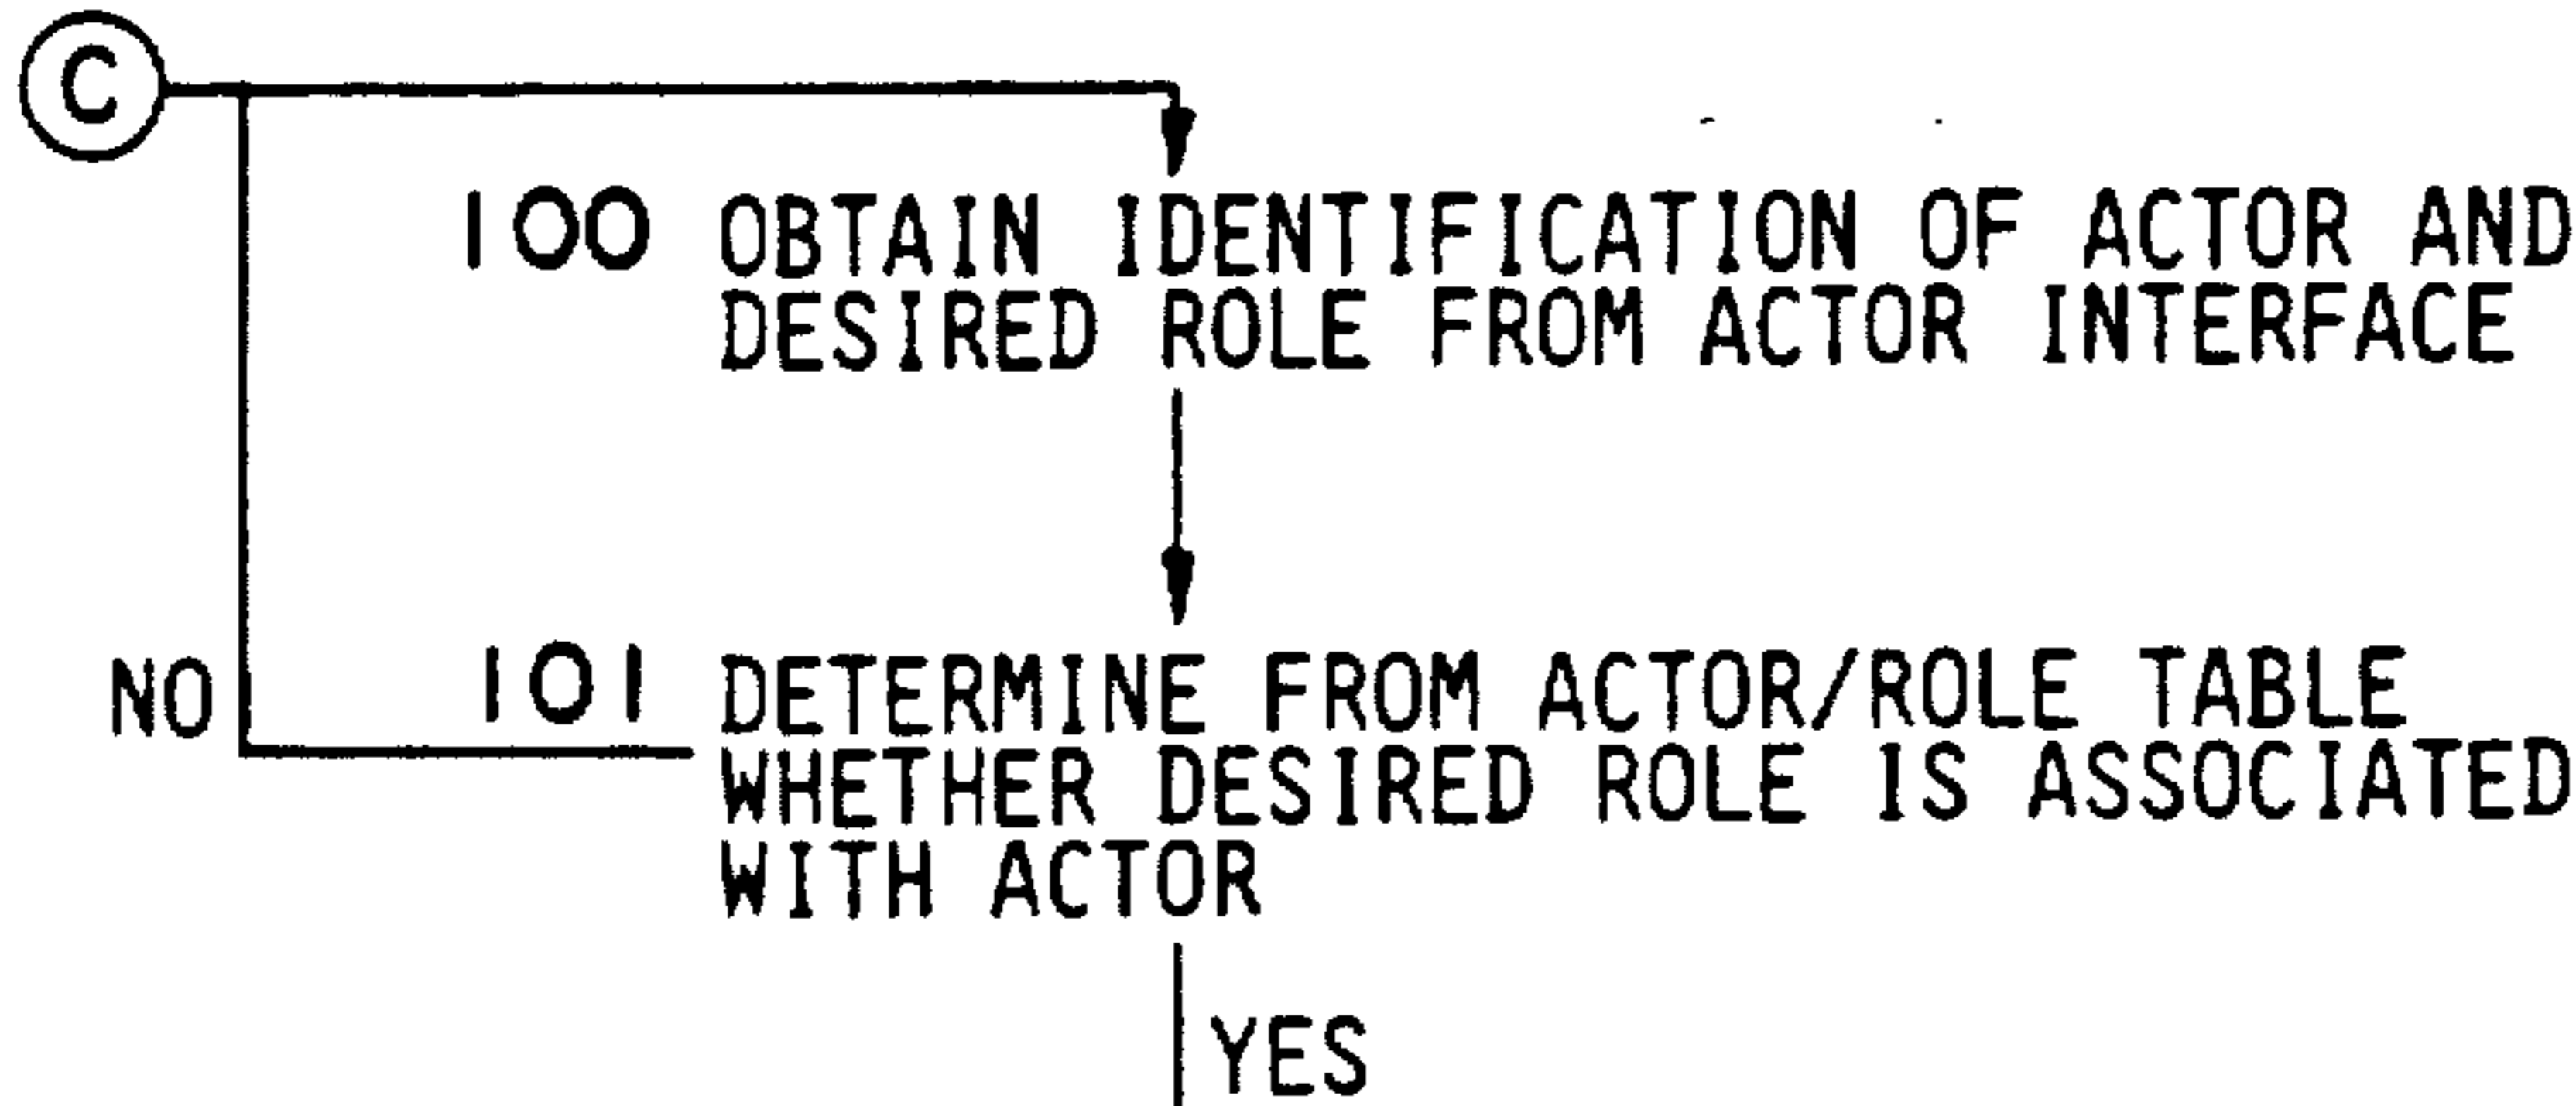 C
100 OBTAIN IDENTIFICATION OF ACTOR AND
DESIRED ROLE FROM ACTOR INTERFACE
NO
101 DETERMINE FROM ACTOR/ROLE TABLE
WHETHER DESIRED ROLE IS ASSOCIATED
WITH ACTOR
YES